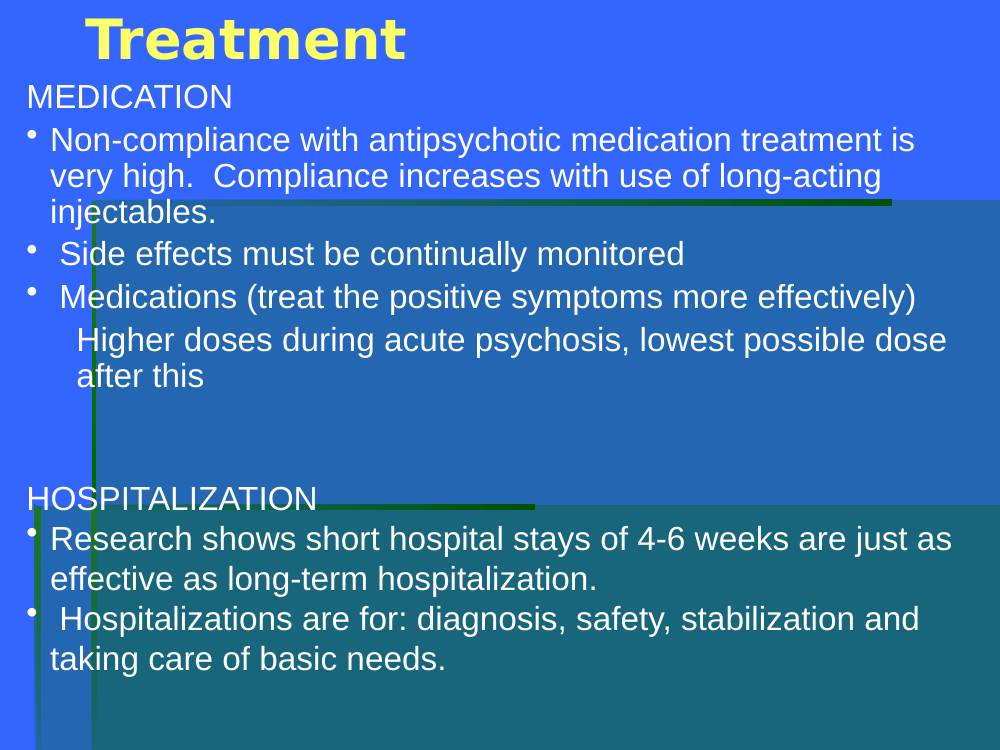 Treatment
MEDICATION
• Non-compliance with antipsychotic medication treatment is
very high.  Compliance increases with use of long-acting
injectables.
•  Side effects must be continually monitored
•  Medications (treat the positive symptoms more effectively)
Higher doses during acute psychosis, lowest possible dose
after this
HOSPITALIZATION
• Research shows short hospital stays of 4-6 weeks are just as
effective as long-term hospitalization.
•  Hospitalizations are for: diagnosis, safety, stabilization and
taking care of basic needs.